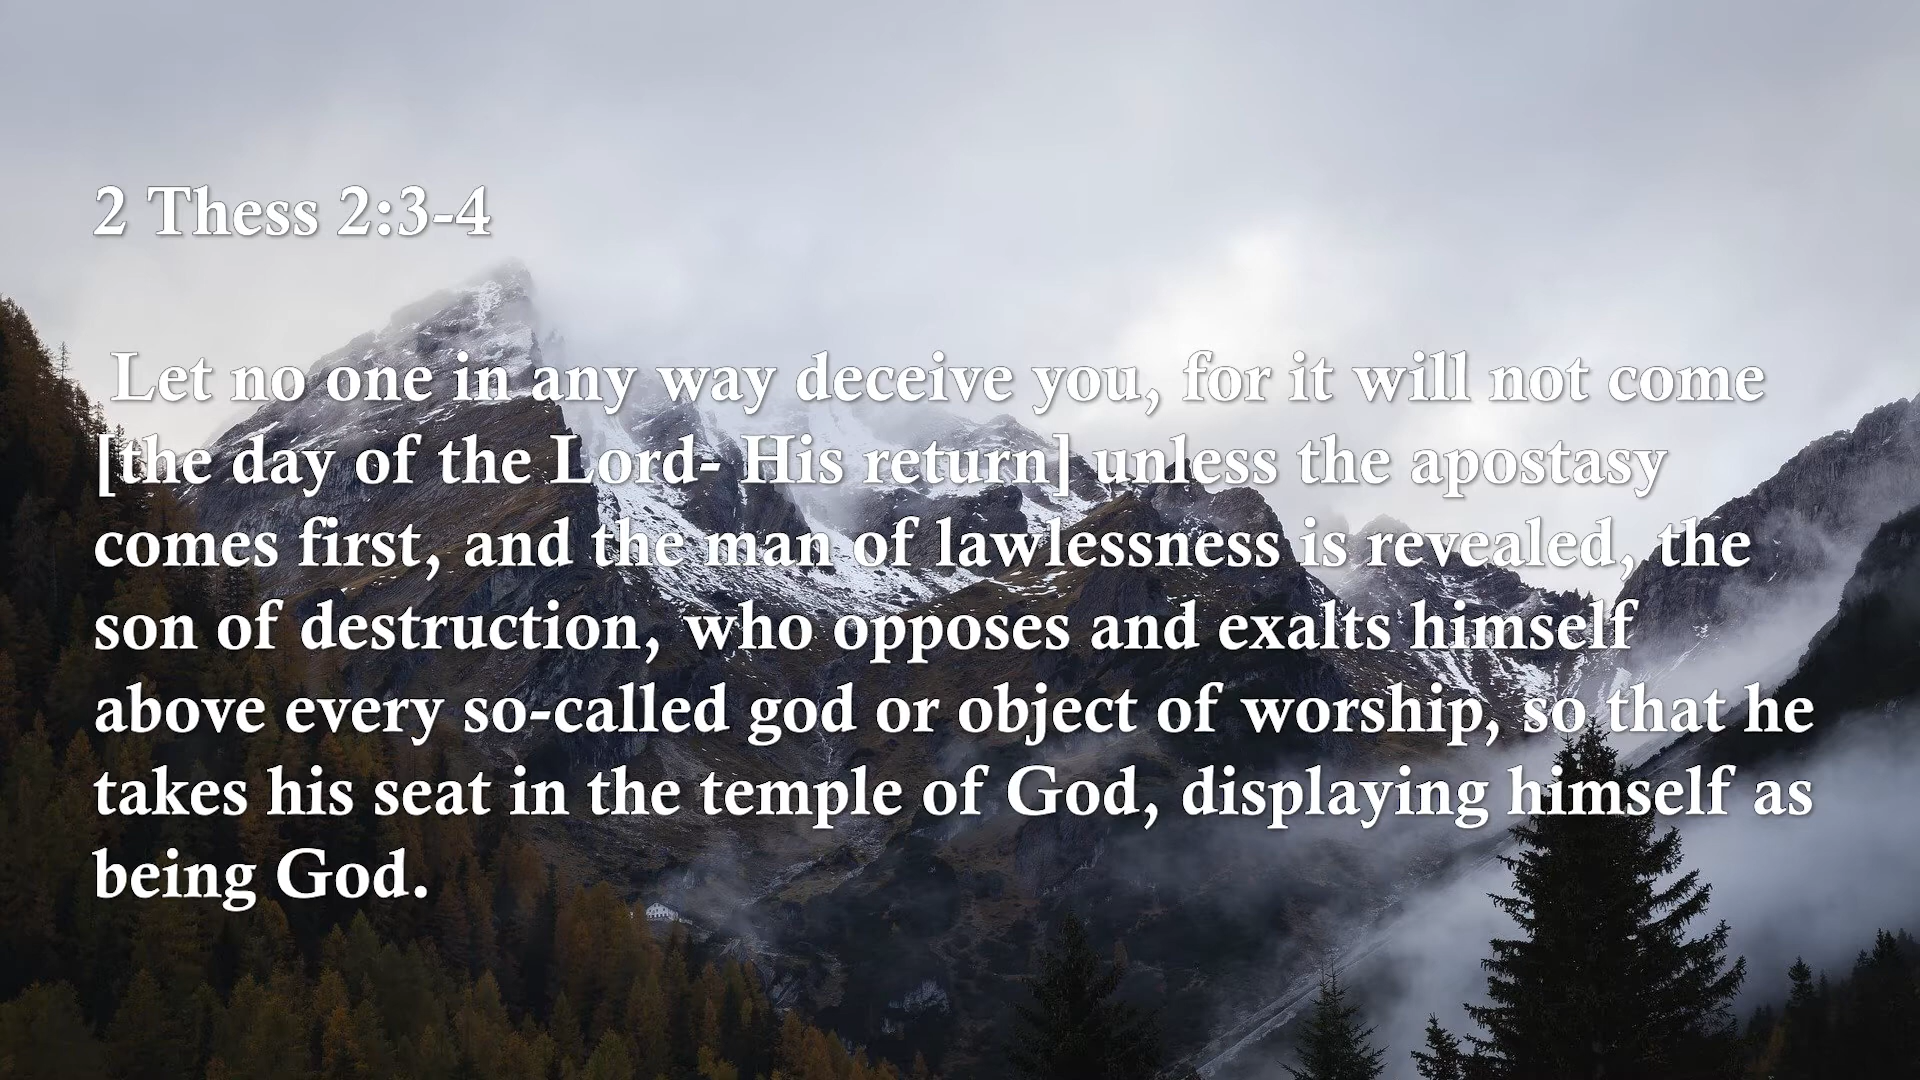 2 Thess 2:3-4
Let no one in any way deceive you, for it will not come
[the day of the Lord- His return] unless the apostasy
comes first, and the man of lawlessness is revealed, the
son of destruction, who opposes and exalts himself
above every so-called god or object of worship, so that he
takes his seat in the temple of God, displaying himself as
being God.